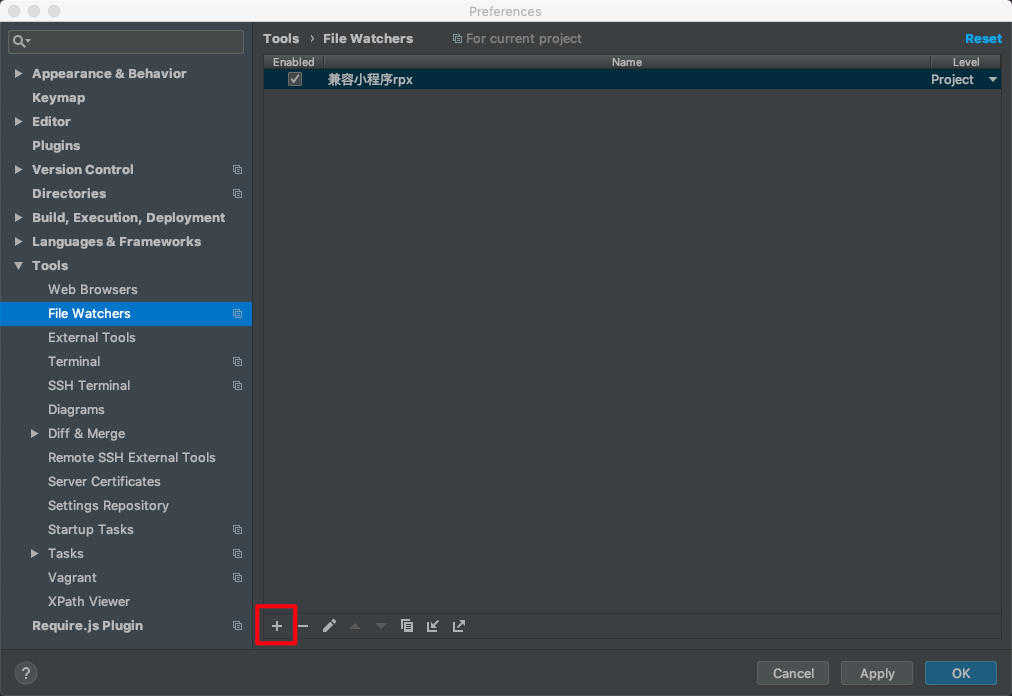 Preferences
Tools › File Watchers
For current project
Reset
Appearance & Behavior
Keymap
Editor
Plugins
Version Control
Directories
Build, Execution, Deployment
Languages & Frameworks
Tools
Web Browsers
File Watchers
External Tools
Terminal
SSH Terminal
Diagrams
Diff & Merge
Remote SSH External Tools
Server Certificates
Settings Repository
Startup Tasks
Tasks
Vagrant
XPath Viewer
Require.js Plugin
Enabled Name Level
兼容小程序rpx Project
?
Cancel Apply OK